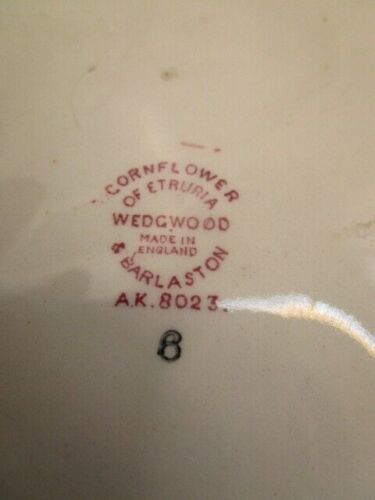 CORNFLOWER
OF ETRURIA
WEDGWOOD
MADE IN
ENGLAND
& BARLASTON
A.K.8023.
8